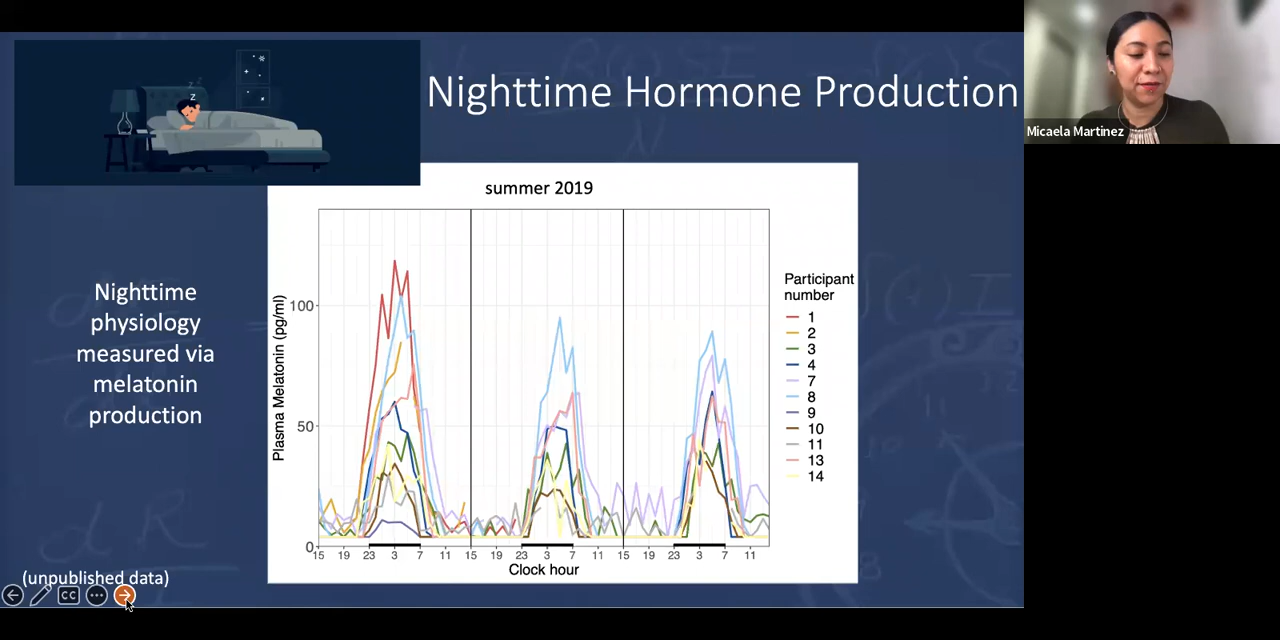 Nighttime Hormone Production
Micaela Martinez
z z
z
summer 2019
Nighttime
physiology
measured via
melatonin
production
Plasma Melatonin (pg/ml)
100
50
0
15 19 23 3 7 11 15 19 23 3 7 15 19 23 3 7 11
Clock hour
Participant
number
1
2
3
4
7
8
9
10
11
13
14
(unpublished data)
CC
dR